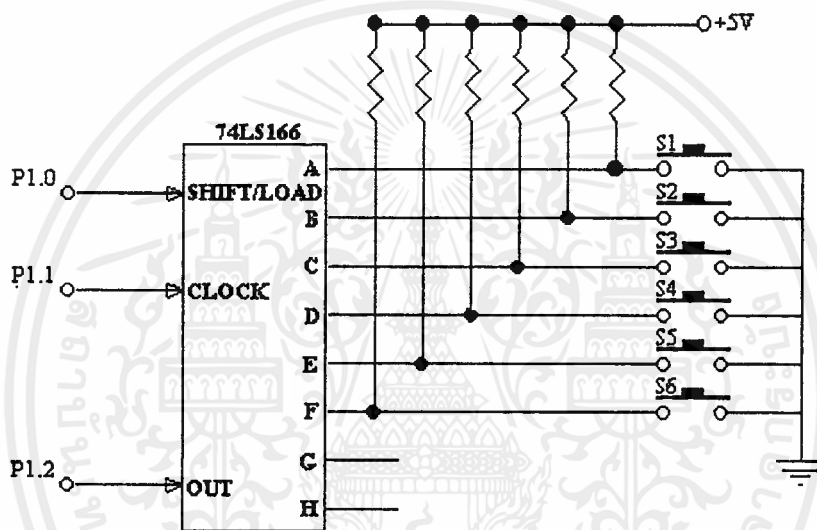 +5V
74LS166
A
S1
P1.0
SHIFT/LOAD
B
S2
C
S3
P1.1
CLOCK
D
S4
E
S5
F
S6
G
P1.2
OUT
H